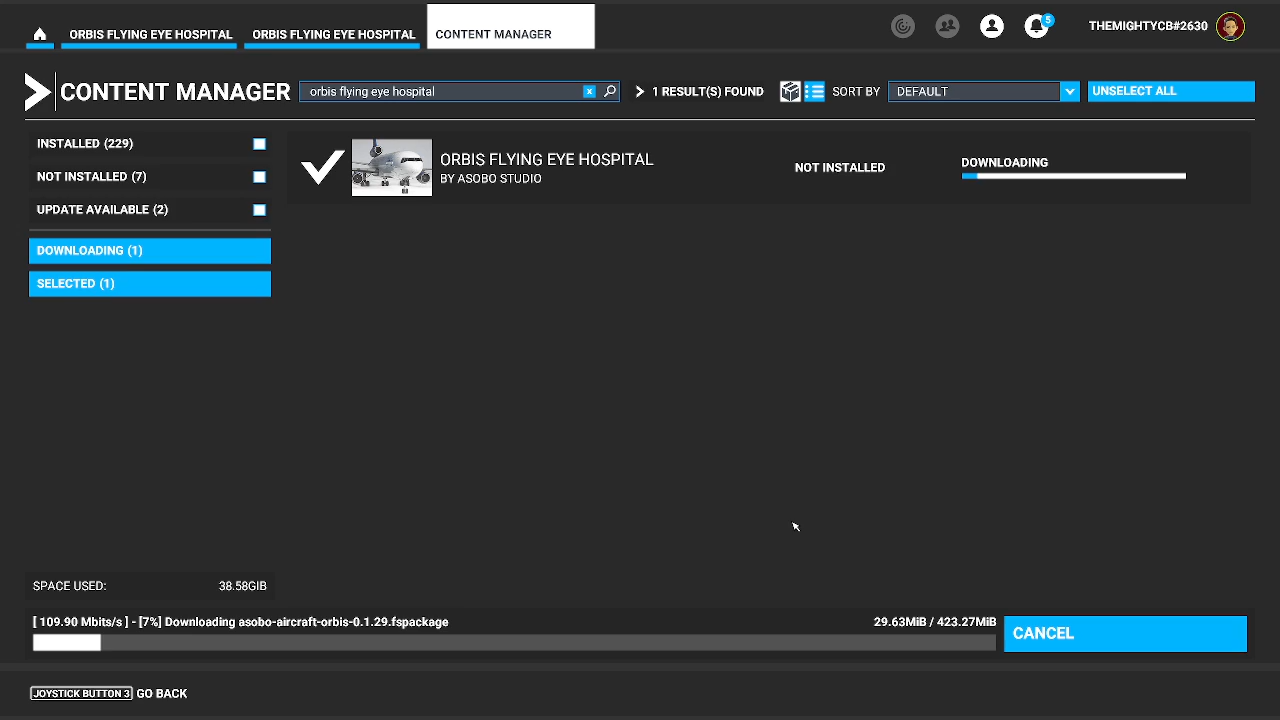 ORBIS FLYING EYE HOSPITAL
ORBIS FLYING EYE HOSPITAL
CONTENT MANAGER
5
THEMIGHTYCB#2630
CONTENT MANAGER
orbis flying eye hospital
x
1 RESULT(S) FOUND
SORT BY
DEFAULT
UNSELECT ALL
INSTALLED (229)
NOT INSTALLED (7)
UPDATE AVAILABLE (2)
DOWNLOADING (1)
SELECTED (1)
ORBIS FLYING EYE HOSPITAL
BY ASOBO STUDIO
NOT INSTALLED
DOWNLOADING
SPACE USED: 38.58GIB
[ 109.90 Mbits/s ] - [7%] Downloading asobo-aircraft-orbis-0.1.29.fspackage
29.63MiB / 423.27MiB
CANCEL
JOYSTICK BUTTON 3 GO BACK